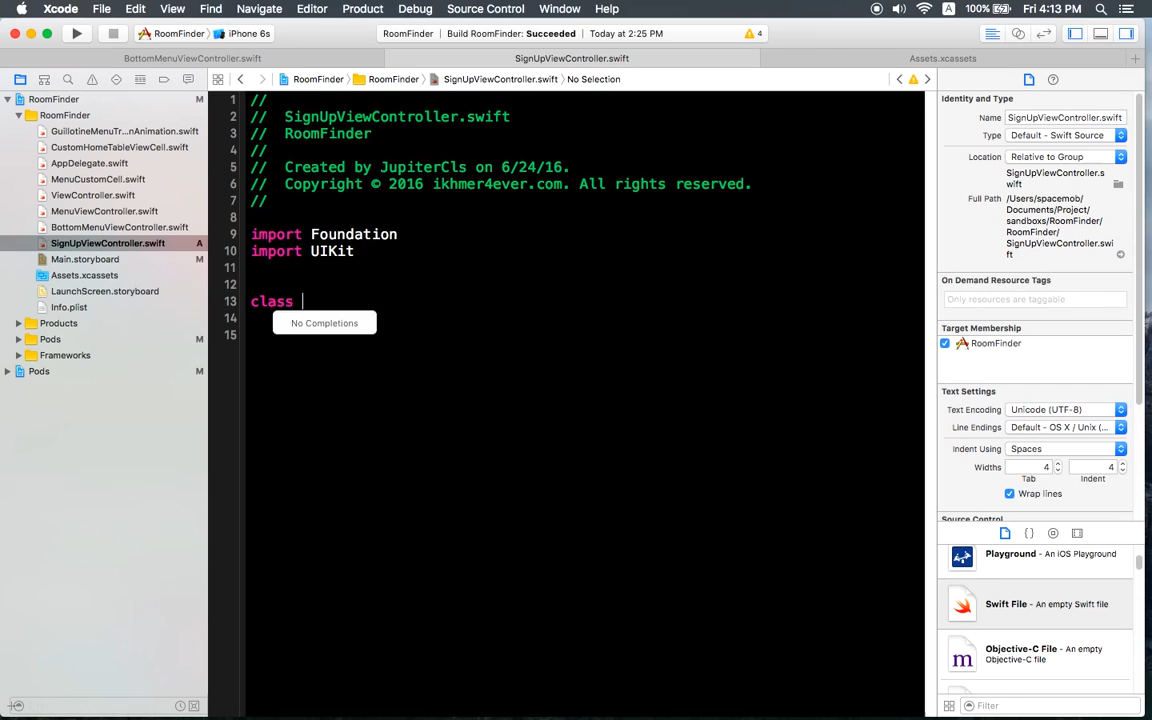 Xcode File Edit View Find Navigate Editor Product Debug Source Control Window Help 100% Fri 4:13 PM
RoomFinder iPhone 6s RoomFinder Build RoomFinder: Succeeded Today at 2:25 PM 4
BottomMenuViewController.swift SignUpViewController.swift Assets.xcassets
RoomFinder RoomFinder SignUpViewController.swift No Selection
RoomFinder M
RoomFinder
GuillotineMenuTr...nAnimation.swift
CustomHomeTableViewCell.swift
AppDelegate.swift
MenuCustomCell.swift
ViewController.swift
MenuViewController.swift
BottomMenuViewController.swift
SignUpViewController.swift A
Main.storyboard M
Assets.xcassets
LaunchScreen.storyboard
Info.plist
Products
Pods M
Frameworks
Pods M
1 //
2 // SignUpViewController.swift
3 // RoomFinder
4 //
5 // Created by JupiterCls on 6/24/16.
6 // Copyright © 2016 ikhmer4ever.com. All rights reserved.
7 //
8
9 import Foundation
10 import UIKit
11
12
13 class
14
15
No Completions
Identity and Type
Name SignUpViewController.swift
Type Default - Swift Source
Location Relative to Group
SignUpViewController.s
wift
Full Path /Users/spacemob/
Documents/Project/
sandboxs/RoomFinder/
RoomFinder/
SignUpViewController.swi
ft
On Demand Resource Tags
Only resources are taggable
Target Membership
RoomFinder
Text Settings
Text Encoding Unicode (UTF-8)
Line Endings Default - OS X / Unix (...
Indent Using Spaces
Widths 4 4
Tab Indent
Wrap lines
Source Control
{ }
Playground - An iOS Playground
Swift File - An empty Swift file
Objective-C File - An empty
Objective-C file
Filter